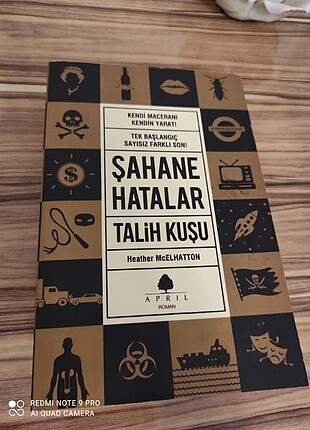 KENDİ MACERANI
KENDİN YARAT!
TEK BAŞLANGIÇ
SAYISIZ FARKLI SON!
ŞAHANE
HATALAR
TALİH KUŞU
Heather McELHATTON
APRIL
ROMAN
REDMI NOTE 9 PRO
AI QUAD CAMERA